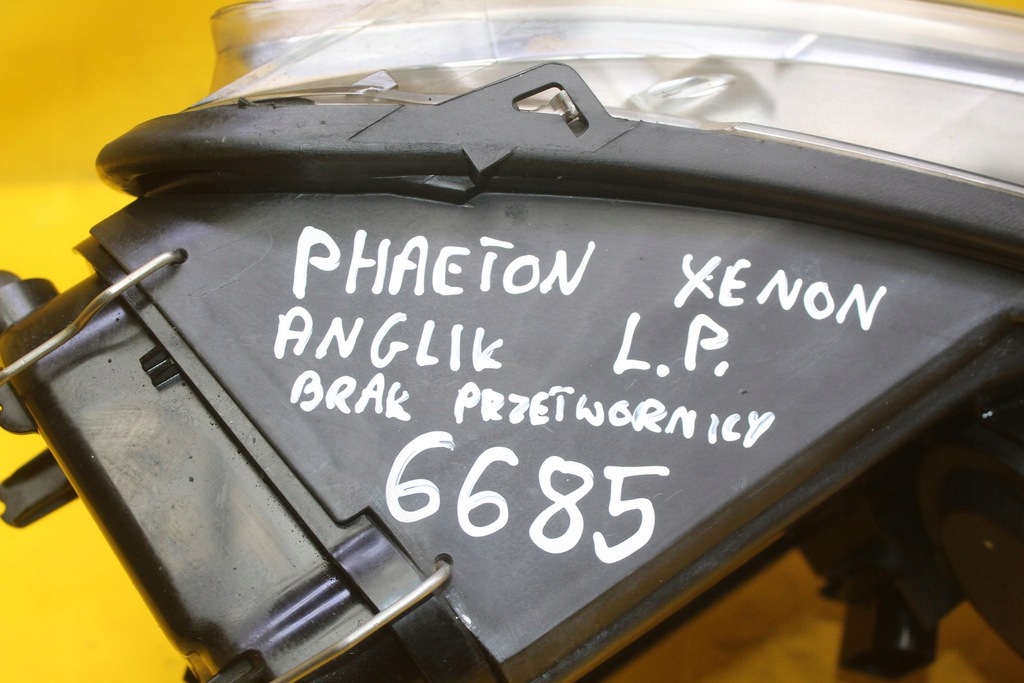 PHAETON XENON
ANGLIK L.P.
BRAK PRZETWORNICY
6685